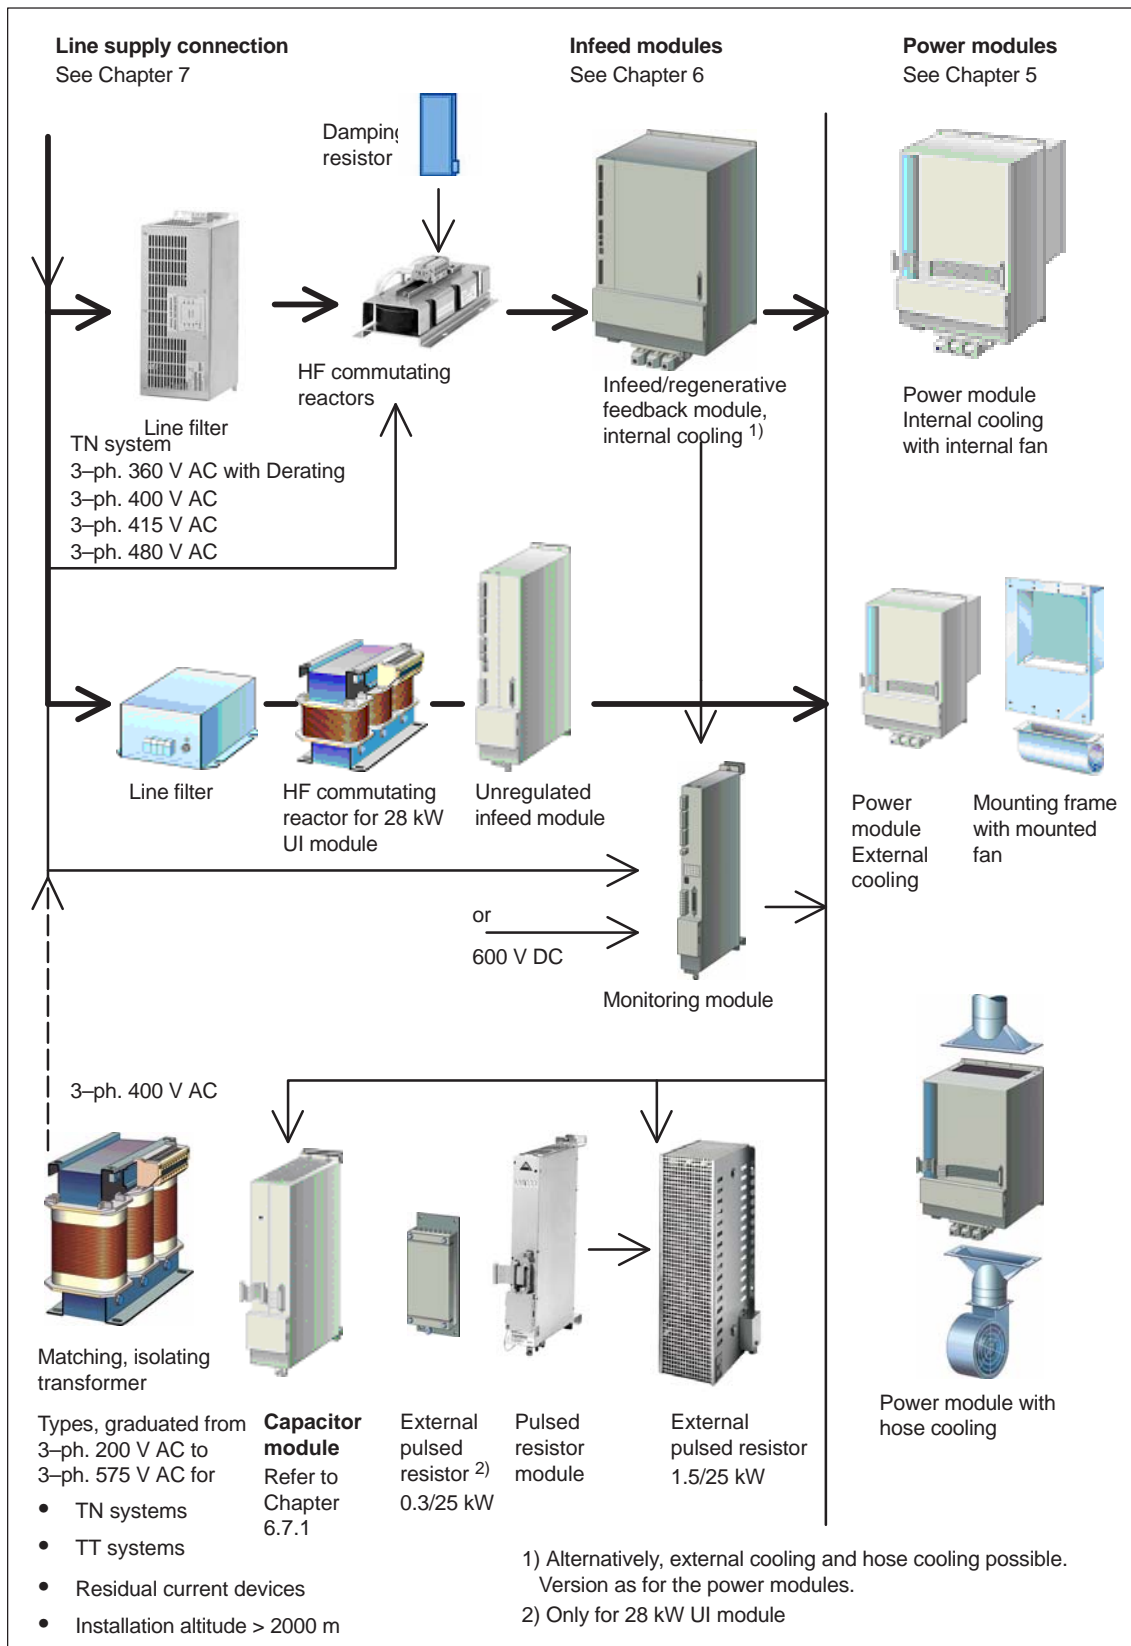 Line supply connection
See Chapter 7
Infeed modules
See Chapter 6
Power modules
See Chapter 5
Damping
resistor
HF commutating
reactors
Line filter
Infeed/regenerative
feedback module,
internal cooling 1)
Power module
Internal cooling
with internal fan
TN system
3–ph. 360 V AC with Derating
3–ph. 400 V AC
3–ph. 415 V AC
3–ph. 480 V AC
Line filter
HF commutating
reactor for 28 kW
UI module
Unregulated
infeed module
Power
module
External
cooling
Mounting frame
with mounted
fan
or
600 V DC
Monitoring module
3–ph. 400 V AC
Matching, isolating
transformer
Types, graduated from
3–ph. 200 V AC to
3–ph. 575 V AC for
• TN systems
• TT systems
• Residual current devices
• Installation altitude > 2000 m
Capacitor
module
Refer to
Chapter
6.7.1
External
pulsed
resistor 2)
0.3/25 kW
Pulsed
resistor
module
External
pulsed resistor
1.5/25 kW
Power module with
hose cooling
1) Alternatively, external cooling and hose cooling possible.
Version as for the power modules.
2) Only for 28 kW UI module